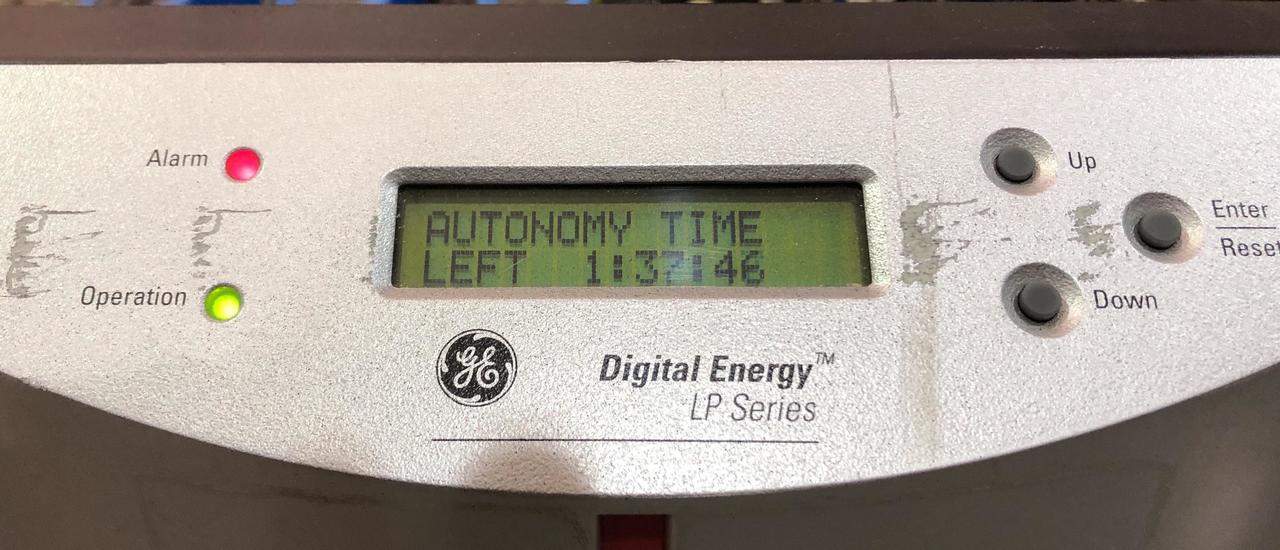 Alarm
AUTONOMY TIME
LEFT 1:37:46
Operation
Up
Enter
Reset
Down
GE
Digital Energy™
LP Series